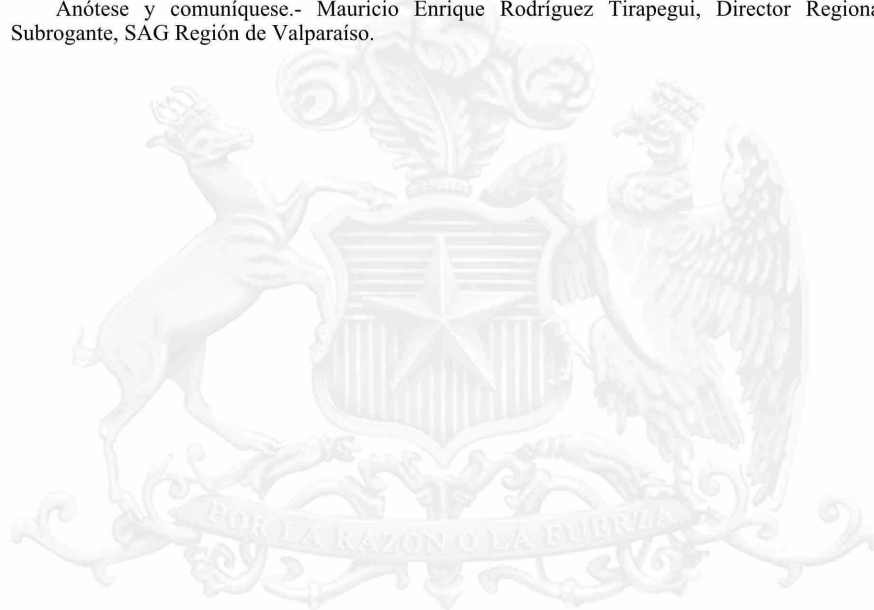 Anótese y comuníquese.- Mauricio Enrique Rodríguez Tirapegui, Director Regiona
Subrogante, SAG Región de Valparaíso.
POR LA RAZON O LA FUERZA